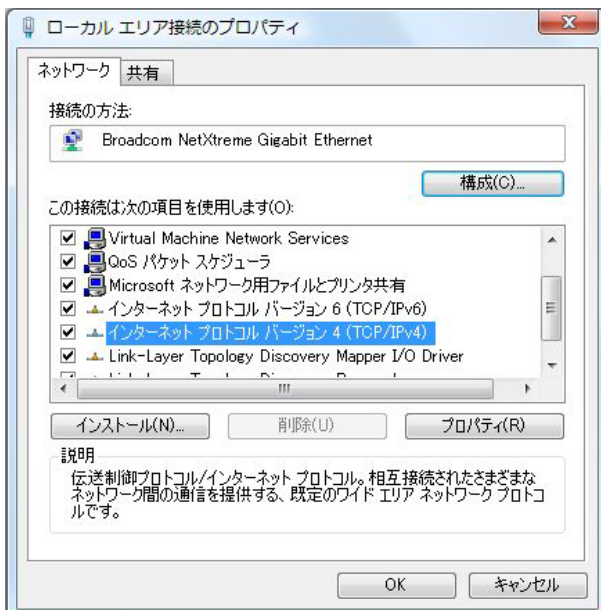 ローカル エリア接続のプロパティ
ネットワーク
共有
接続の方法:
Broadcom NetXtreme Gigabit Ethernet
構成(C)...
この接続は次の項目を使用します(O):
Virtual Machine Network Services
QoS パケット スケジューラ
Microsoft ネットワーク用ファイルとプリンタ共有
インターネット プロトコル バージョン 6 (TCP/IPv6)
インターネット プロトコル バージョン 4 (TCP/IPv4)
Link-Layer Topology Discovery Mapper I/O Driver
インストール(N)...
削除(U)
プロパティ(R)
説明
伝送制御プロトコル/インターネット プロトコル。相互接続されたさまざまな
ネットワーク間の通信を提供する、既定のワイド エリア ネットワーク プロトコ
ルです。
OK
キャンセル